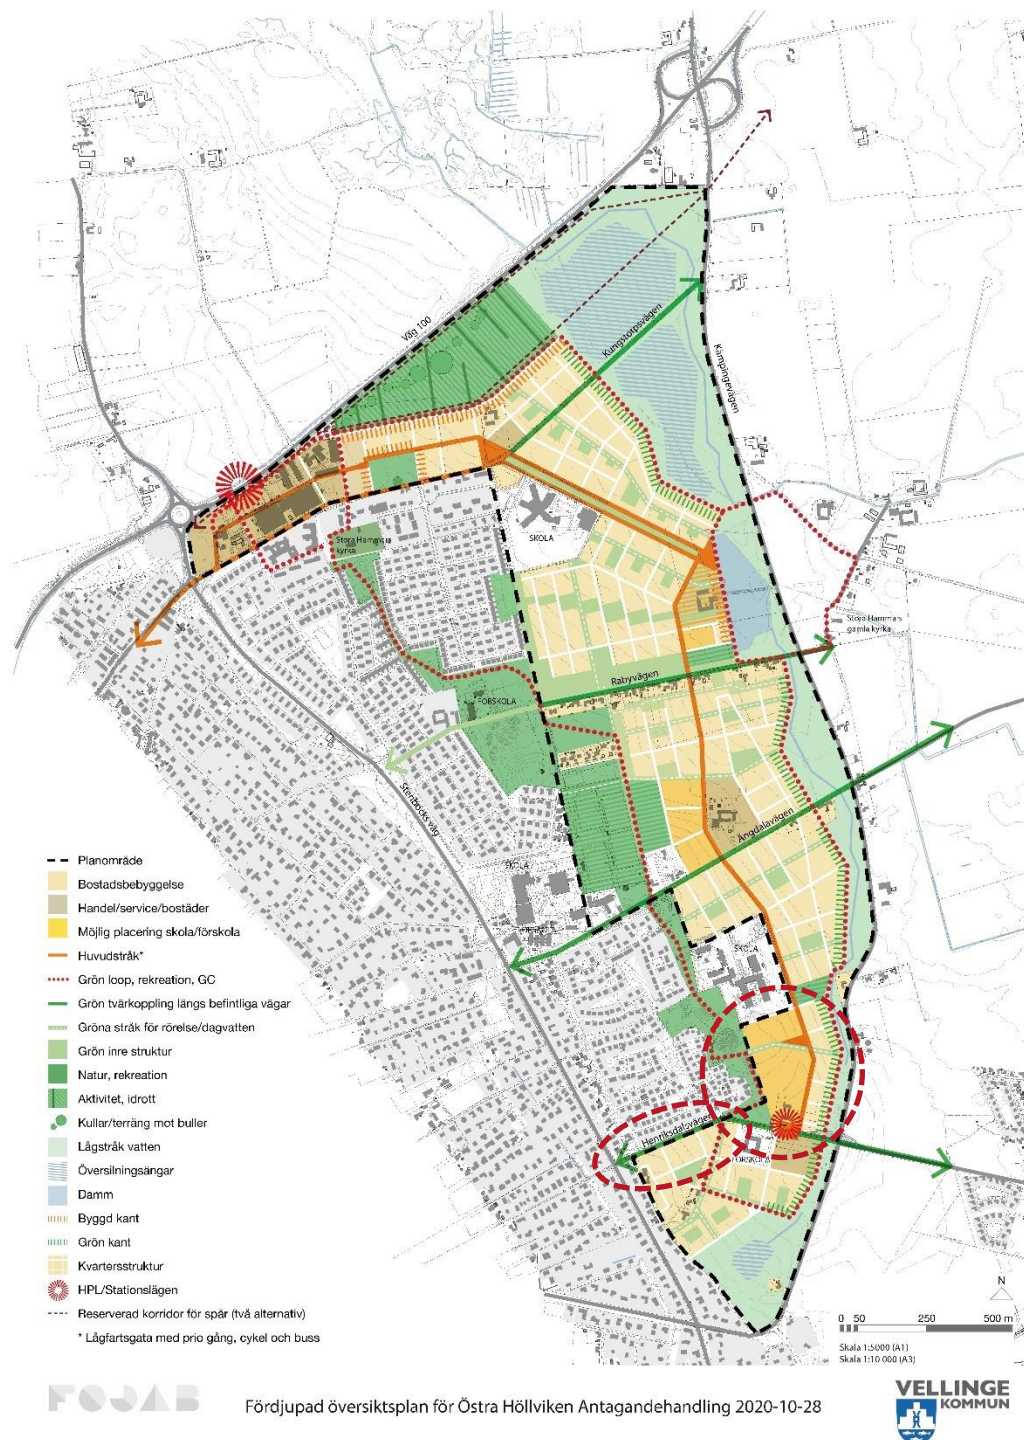 Väg 100
Kungstorpsvägen
Kämpingevägen
SKOLA
Stora Hammars
kyrka
Stora Hammars
gamla kyrka
Rabyvägen
FÖRSKOLA
Stenbocks väg
Ängdalavägen
SKOLA
SKOLA
Henriksdalsvägen
FÖRSKOLA
Planområde
Bostadsbebyggelse
Handel/service/bostäder
Möjlig placering skola/förskola
Huvudstråk*
Grön loop, rekreation, GC
Grön tvärkoppling längs befintliga vägar
Gröna stråk för rörelse/dagvatten
Grön inre struktur
Natur, rekreation
Aktivitet, idrott
Kullar/terräng mot buller
Lågstråk vatten
Översilningsängar
Damm
Byggd kant
Grön kant
Kvartersstruktur
HPL/Stationslägen
Reserverad korridor för spår (två alternativ)
* Lågfartsgata med prio gång, cykel och buss
N
0 50 250 500 m
Skala 1:5000 (A1)
Skala 1:10 000 (A3)
FOJAB
Fördjupad översiktsplan för Östra Höllviken Antagandehandling 2020-10-28
VELLINGE
KOMMUN